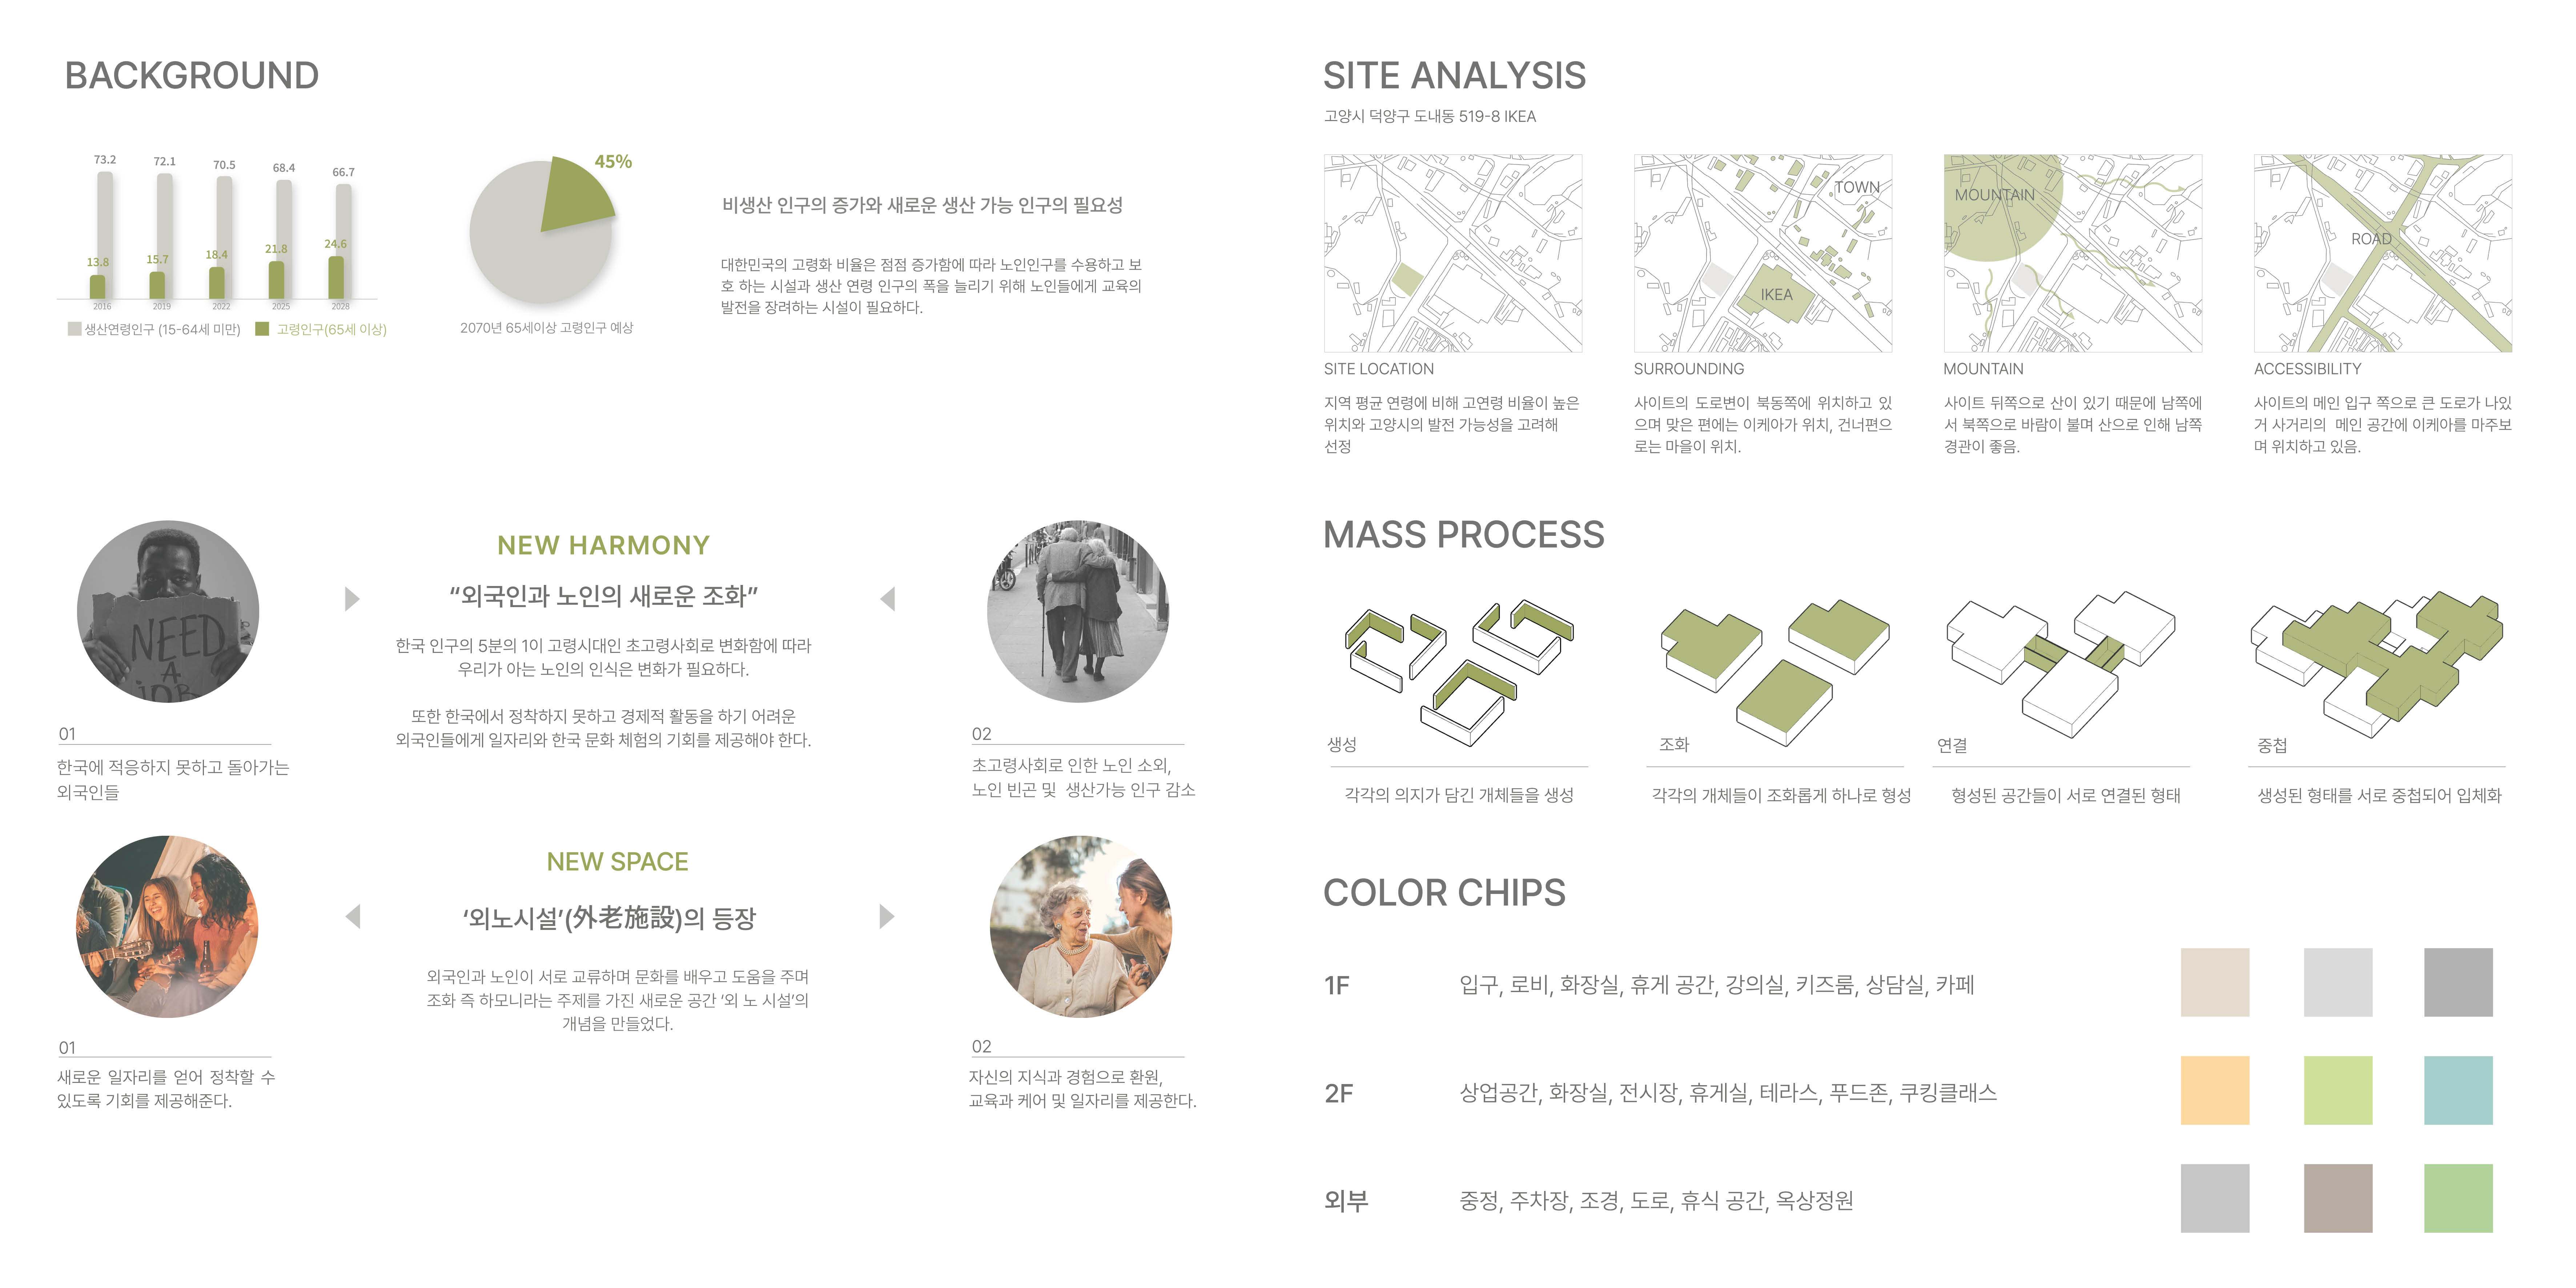 BACKGROUND
73.2
72.1
70.5
68.4
66.7
13.8
15.7
18.4
21.8
24.6
2016
2019
2022
2025
2028
생산연령인구 (15-64세 미만)
고령인구(65세 이상)
45%
2070년 65세이상 고령인구 예상
비생산 인구의 증가와 새로운 생산 가능 인구의 필요성
대한민국의 고령화 비율은 점점 증가함에 따라 노인인구를 수용하고 보
호 하는 시설과 생산 연령 인구의 폭을 늘리기 위해 노인들에게 교육의
발전을 장려하는 시설이 필요하다.
NEED
A
JOB
01
한국에 적응하지 못하고 돌아가는
외국인들
NEW HARMONY
“외국인과 노인의 새로운 조화”
한국 인구의 5분의 1이 고령시대인 초고령사회로 변화함에 따라
우리가 아는 노인의 인식은 변화가 필요하다.
또한 한국에서 정착하지 못하고 경제적 활동을 하기 어려운
외국인들에게 일자리와 한국 문화 체험의 기회를 제공해야 한다.
02
초고령사회로 인한 노인 소외,
노인 빈곤 및 생산가능 인구 감소
01
새로운 일자리를 얻어 정착할 수
있도록 기회를 제공해준다.
NEW SPACE
‘외노시설’(外老施設)의 등장
외국인과 노인이 서로 교류하며 문화를 배우고 도움을 주며
조화 즉 하모니라는 주제를 가진 새로운 공간 ‘외 노 시설’의
개념을 만들었다.
02
자신의 지식과 경험으로 환원,
교육과 케어 및 일자리를 제공한다.
SITE ANALYSIS
고양시 덕양구 도내동 519-8 IKEA
TOWN
IKEA
MOUNTAIN
ROAD
SITE LOCATION
지역 평균 연령에 비해 고연령 비율이 높은
위치와 고양시의 발전 가능성을 고려해
선정
SURROUNDING
사이트의 도로변이 북동쪽에 위치하고 있
으며 맞은 편에는 이케아가 위치, 건너편으
로는 마을이 위치.
MOUNTAIN
사이트 뒤쪽으로 산이 있기 때문에 남쪽에
서 북쪽으로 바람이 불며 산으로 인해 남쪽
경관이 좋음.
ACCESSIBILITY
사이트의 메인 입구 쪽으로 큰 도로가 나있
거 사거리의 메인 공간에 이케아를 마주보
며 위치하고 있음.
MASS PROCESS
생성
각각의 의지가 담긴 개체들을 생성
조화
각각의 개체들이 조화롭게 하나로 형성
연결
형성된 공간들이 서로 연결된 형태
중첩
생성된 형태를 서로 중첩되어 입체화
COLOR CHIPS
1F
입구, 로비, 화장실, 휴게 공간, 강의실, 키즈룸, 상담실, 카페
2F
상업공간, 화장실, 전시장, 휴게실, 테라스, 푸드존, 쿠킹클래스
외부
중정, 주차장, 조경, 도로, 휴식 공간, 옥상정원